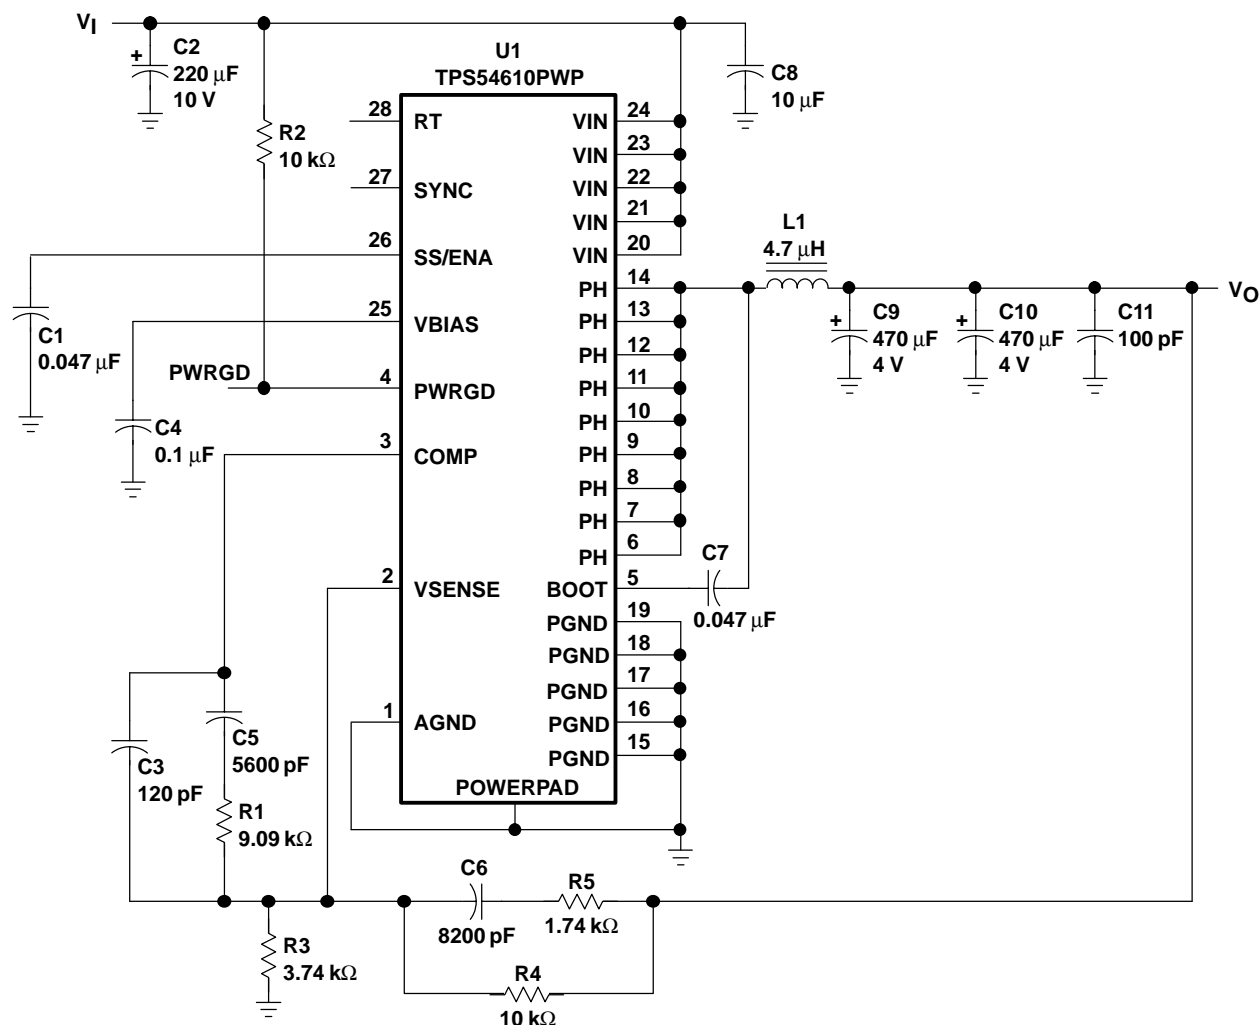 V_I
C2
220 μF
10 V
+
R2
10 kΩ
U1
TPS54610PWP
C8
10 μF
28
RT
27
SYNC
26
SS/ENA
25
VBIAS
4
PWRGD
3
COMP
2
VSENSE
1
AGND
POWERPAD
VIN
24
VIN
23
VIN
22
VIN
21
VIN
20
PH
14
PH
13
PH
12
PH
11
PH
10
PH
9
PH
8
PH
7
PH
6
BOOT
5
PGND
19
PGND
18
PGND
17
PGND
16
PGND
15
C1
0.047 μF
PWRGD
C4
0.1 μF
L1
4.7 μH
+
C9
470 μF
4 V
+
C10
470 μF
4 V
C11
100 pF
V_O
C7
0.047 μF
C3
120 pF
C5
5600 pF
R1
9.09 kΩ
R3
3.74 kΩ
C6
8200 pF
R5
1.74 kΩ
R4
10 kΩ